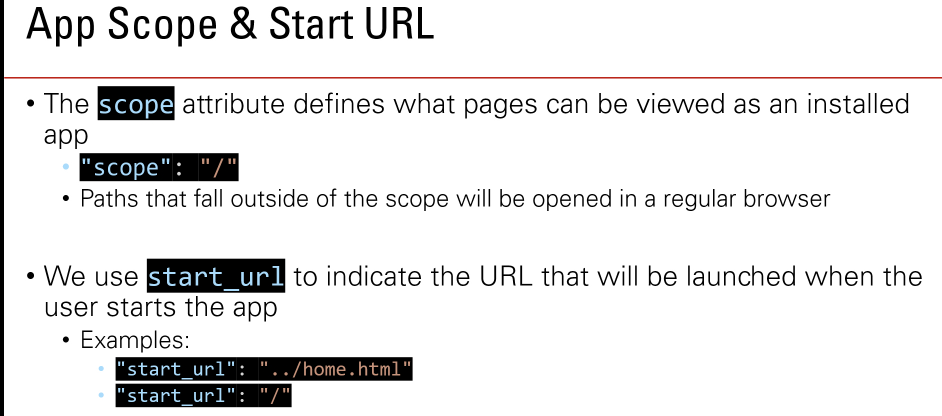 App Scope & Start URL
• The scope attribute defines what pages can be viewed as an installed
app
• "scope": "/"
• Paths that fall outside of the scope will be opened in a regular browser
• We use start_url to indicate the URL that will be launched when the
user starts the app
• Examples:
• "start_url": "../home.html"
• "start_url": "/"